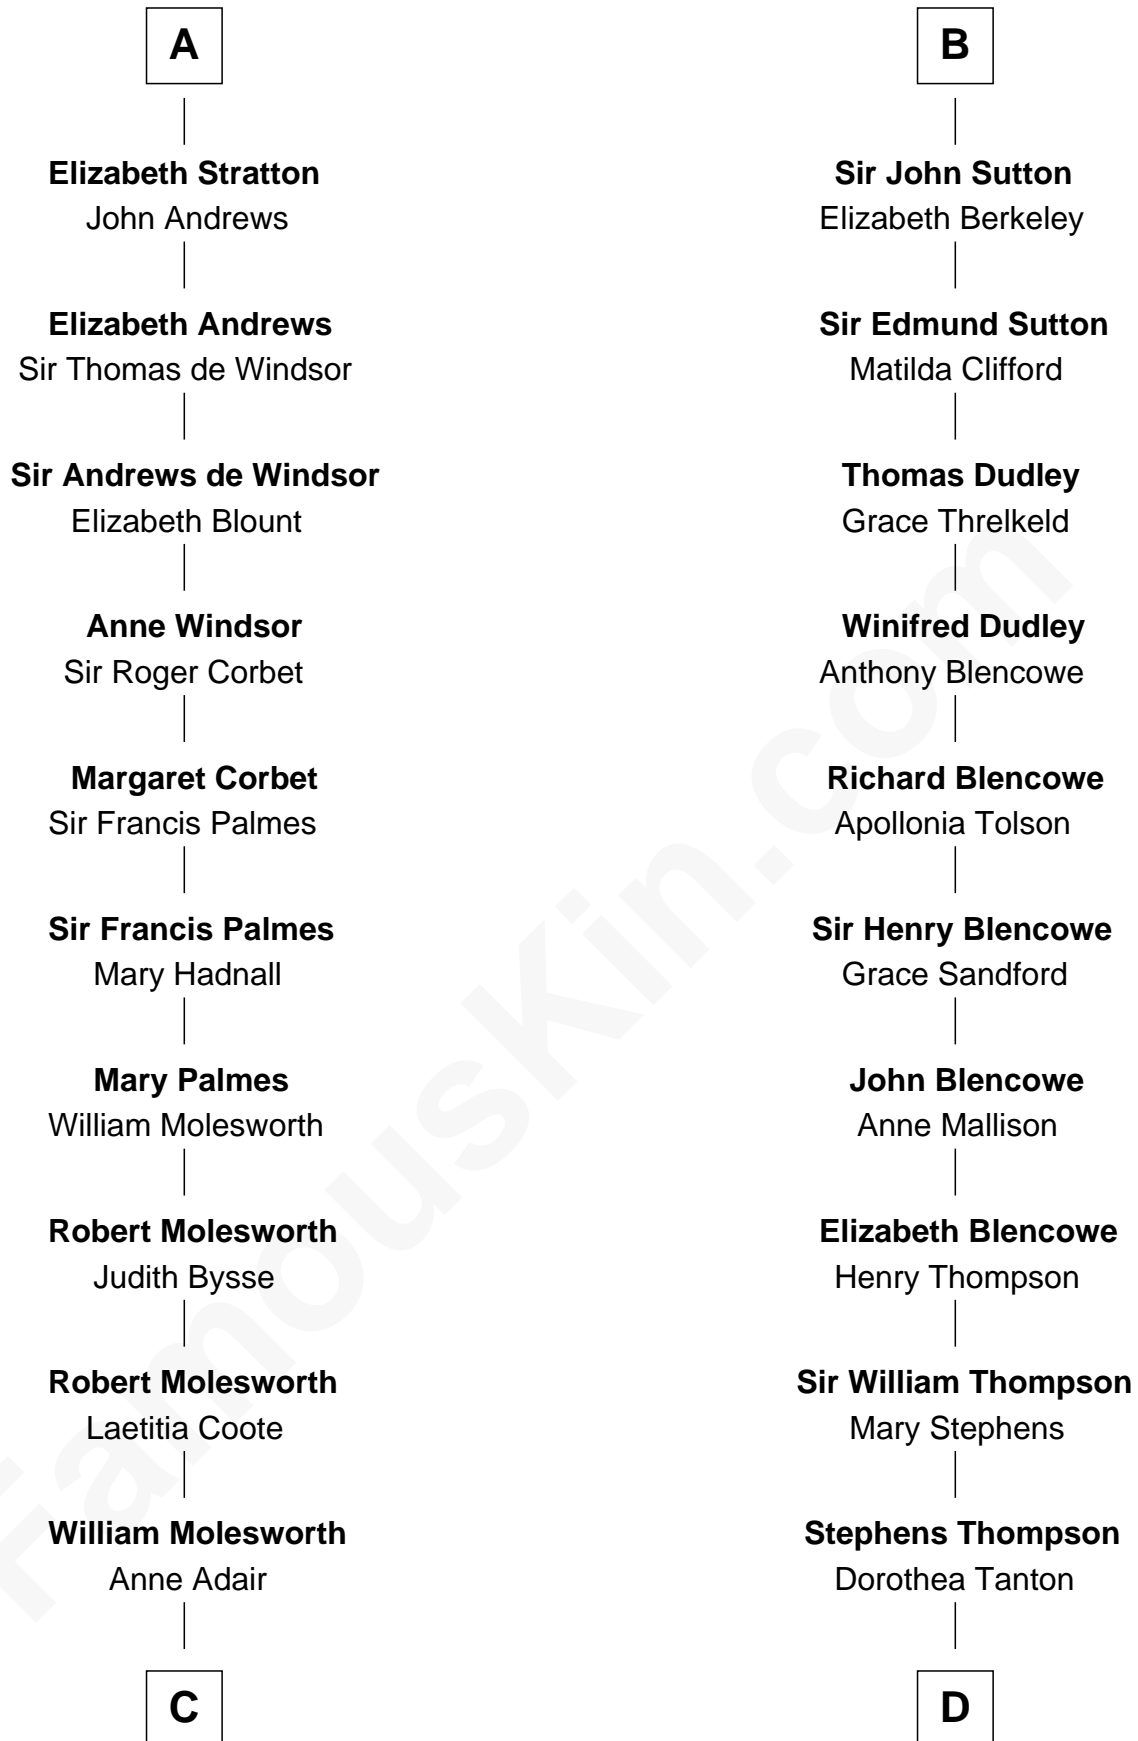 A
Elizabeth Stratton
John Andrews
Elizabeth Andrews
Sir Thomas de Windsor
Sir Andrews de Windsor
Elizabeth Blount
Anne Windsor
Sir Roger Corbet
Margaret Corbet
Sir Francis Palmes
Sir Francis Palmes
Mary Hadnall
Mary Palmes
William Molesworth
Robert Molesworth
Judith Bysse
Robert Molesworth
Laetitia Coote
William Molesworth
Anne Adair
C
B
Sir John Sutton
Elizabeth Berkeley
Sir Edmund Sutton
Matilda Clifford
Thomas Dudley
Grace Threlkeld
Winifred Dudley
Anthony Blencowe
Richard Blencowe
Apollonia Tolson
Sir Henry Blencowe
Grace Sandford
John Blencowe
Anne Mallison
Elizabeth Blencowe
Henry Thompson
Sir William Thompson
Mary Stephens
Stephens Thompson
Dorothea Tanton
D
FamousKin.com